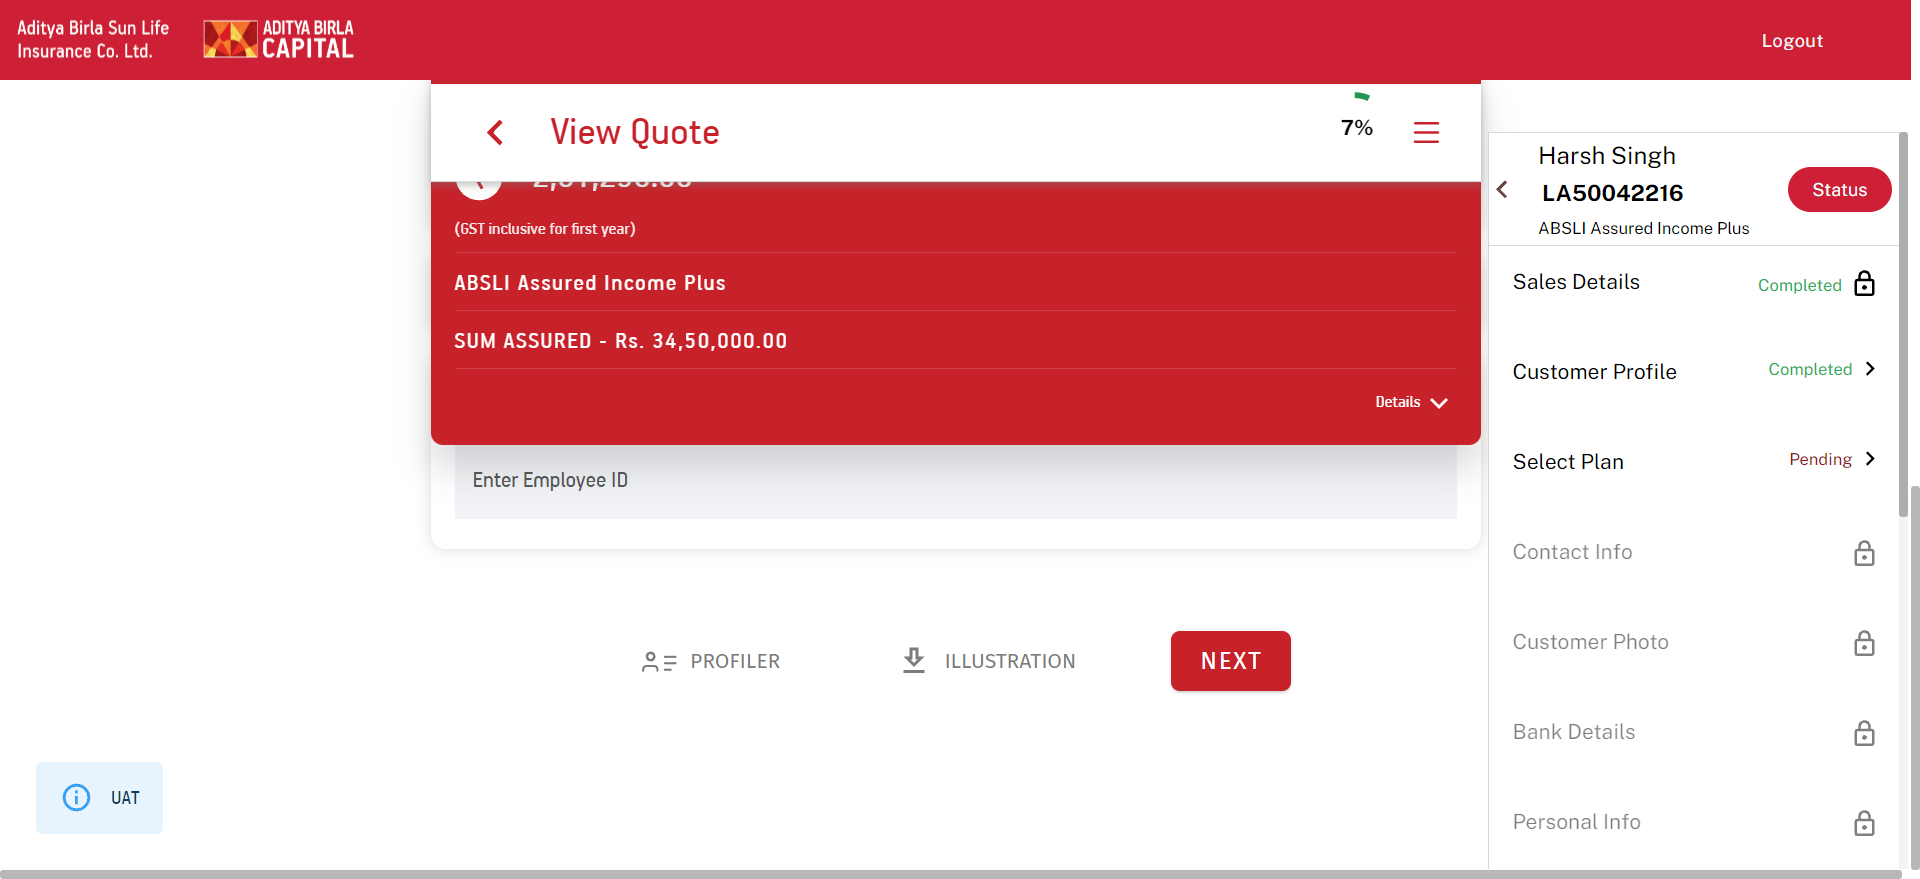 Aditya Birla Sun Life
Insurance Co. Ltd.
ADITYA BIRLA
CAPITAL
Logout
View Quote
7%
(GST inclusive for first year)
ABSLI Assured Income Plus
SUM ASSURED - Rs. 34,50,000.00
Details
Enter Employee ID
PROFILER
ILLUSTRATION
NEXT
UAT
Harsh Singh
LA50042216
ABSLI Assured Income Plus
Status
Sales Details
Completed
Customer Profile
Completed
Select Plan
Pending
Contact Info
Customer Photo
Bank Details
Personal Info